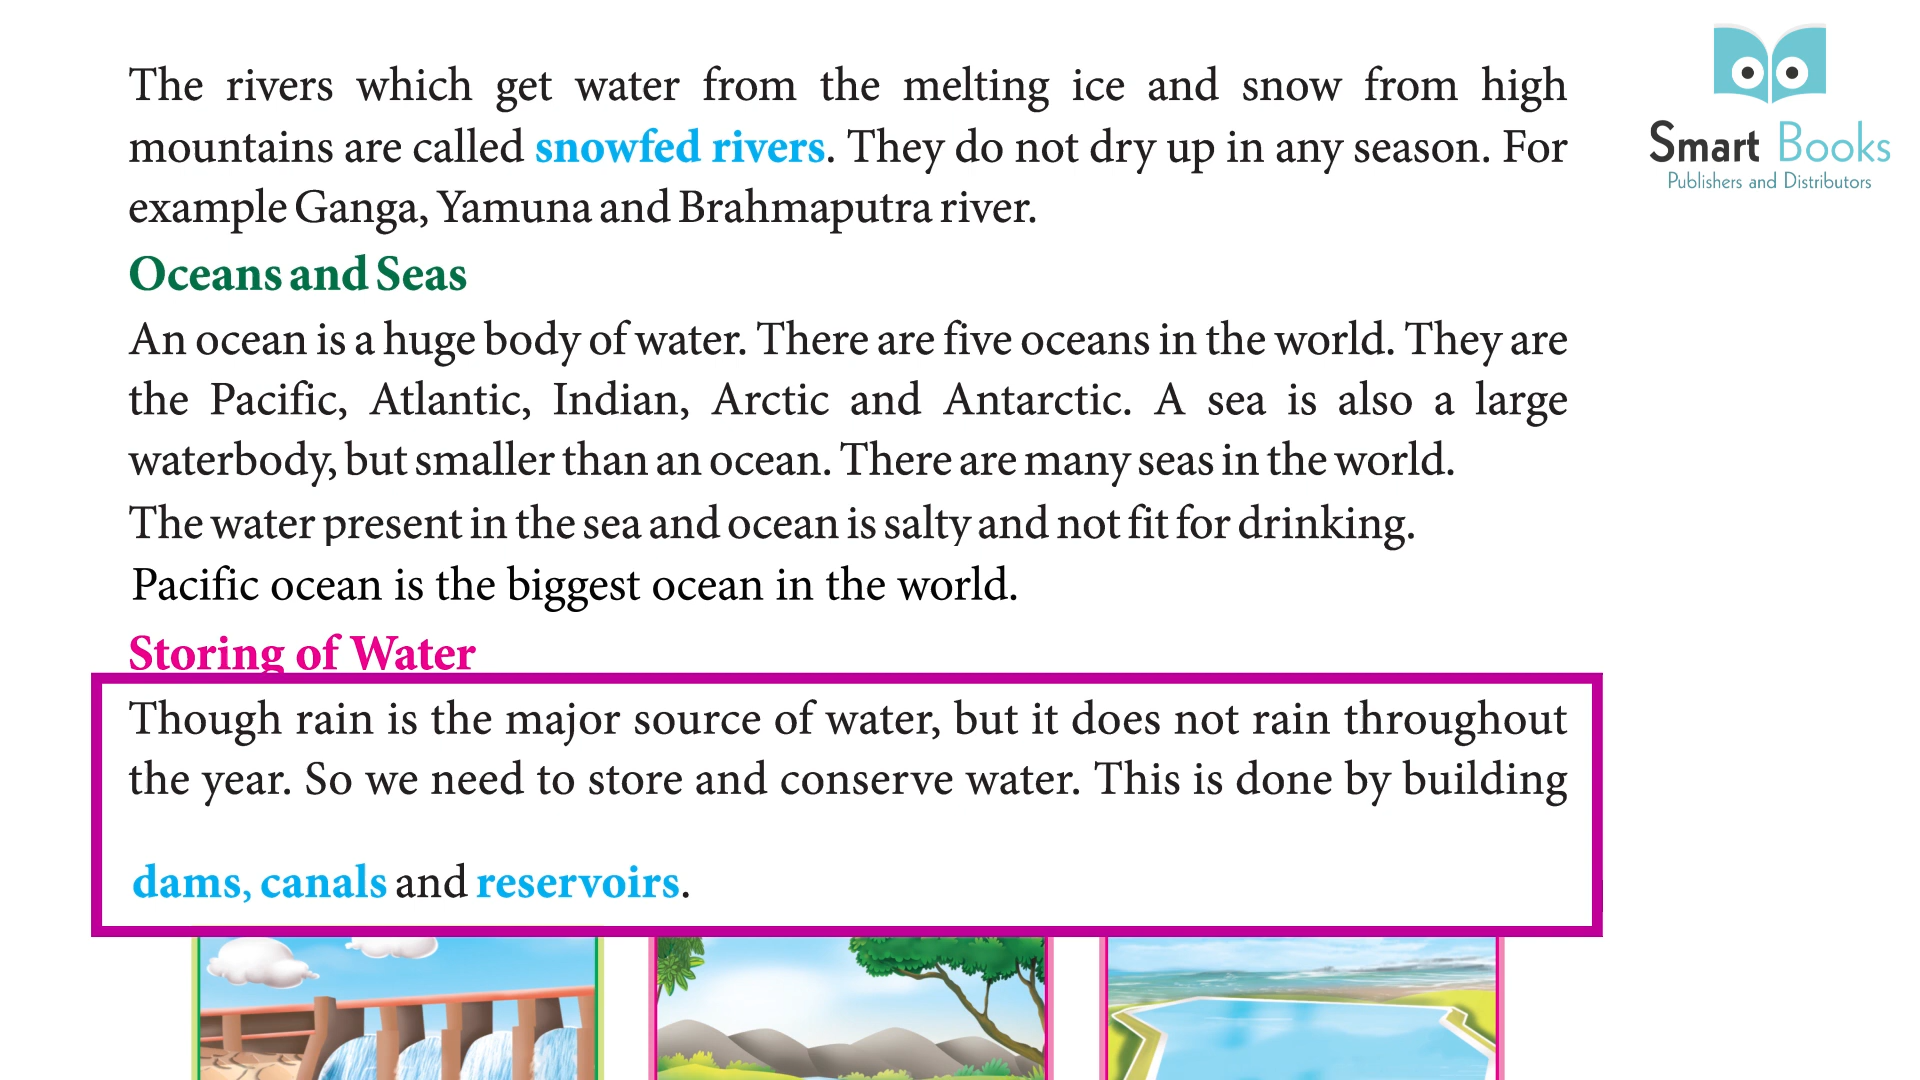 The rivers which get water from the melting ice and snow from high
mountains are called snowfed rivers. They do not dry up in any season. For
example Ganga, Yamuna and Brahmaputra river.
Oceans and Seas
An ocean is a huge body of water. There are five oceans in the world. They are
the Pacific, Atlantic, Indian, Arctic and Antarctic. A sea is also a large
waterbody, but smaller than an ocean. There are many seas in the world.
The water present in the sea and ocean is salty and not fit for drinking.
Pacific ocean is the biggest ocean in the world.
Storing of Water
Though rain is the major source of water, but it does not rain throughout
the year. So we need to store and conserve water. This is done by building
dams, canals and reservoirs.
Smart Books
Publishers and Distributors